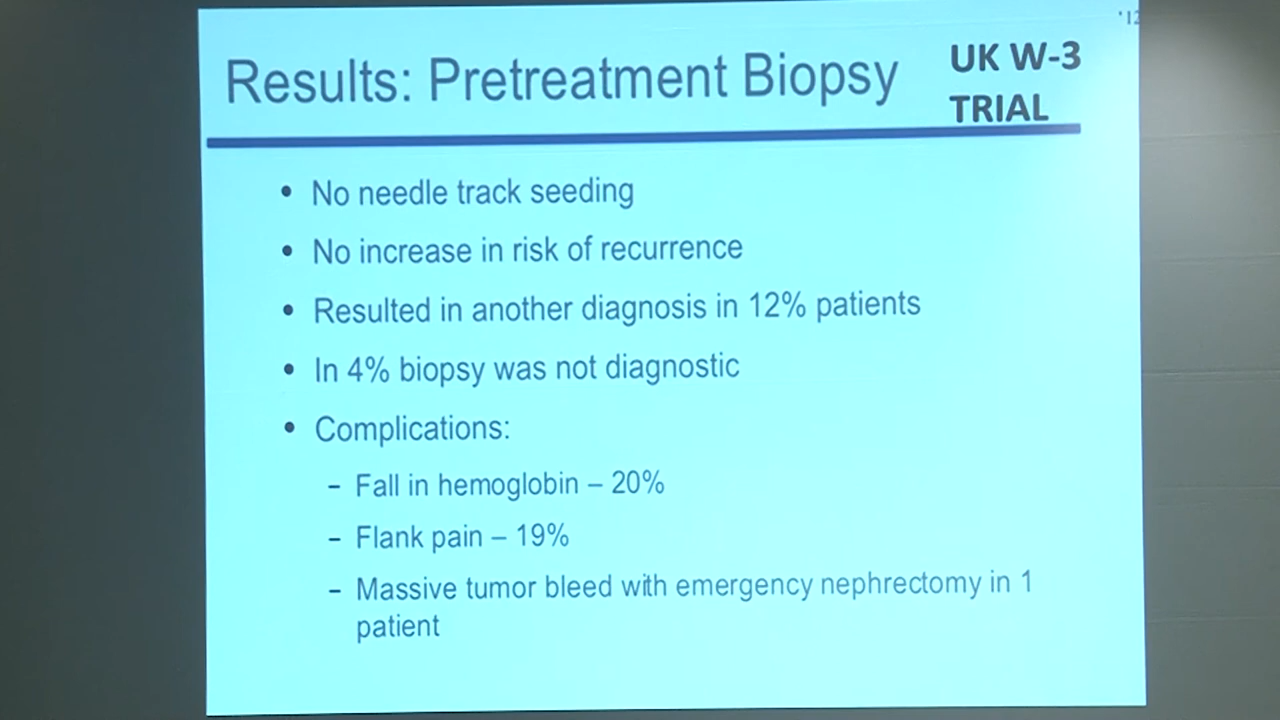 '12
Results: Pretreatment Biopsy
UK W-3
TRIAL
• No needle track seeding
• No increase in risk of recurrence
• Resulted in another diagnosis in 12% patients
• In 4% biopsy was not diagnostic
• Complications:
– Fall in hemoglobin – 20%
– Flank pain – 19%
– Massive tumor bleed with emergency nephrectomy in 1
patient